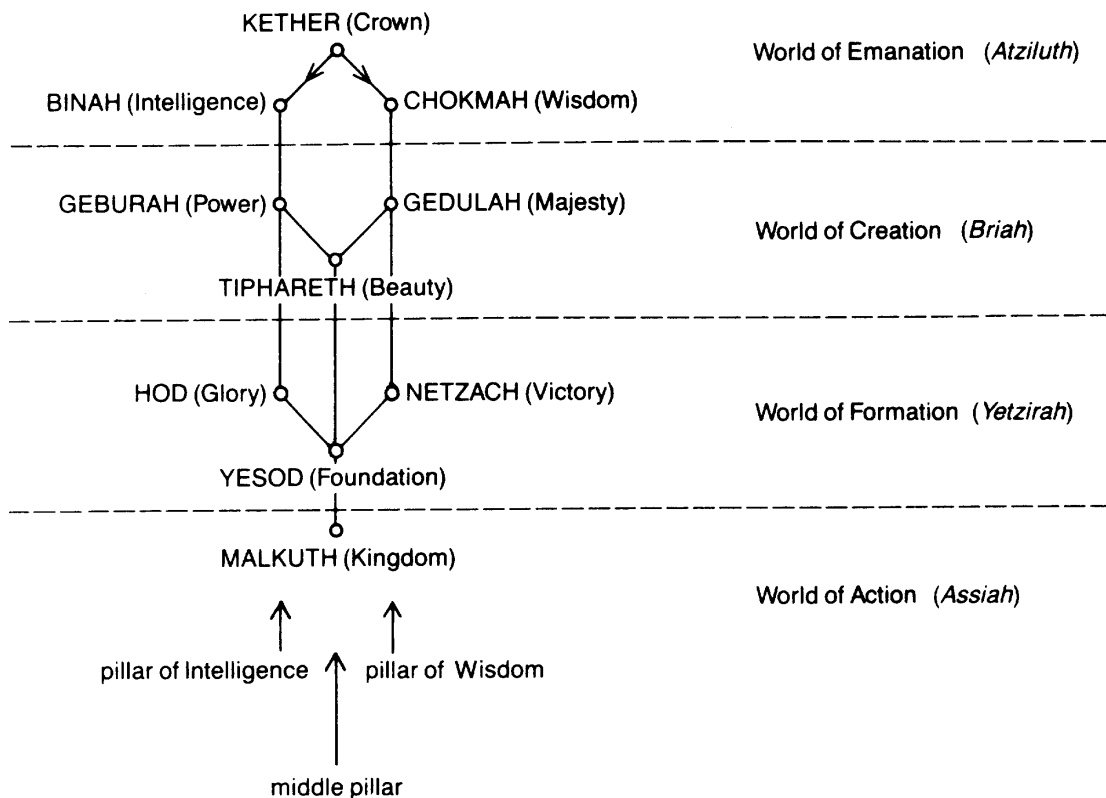 KETHER (Crown)
World of Emanation (Atziluth)
BINAH (Intelligence)
CHOKMAH (Wisdom)
GEBURAH (Power)
GEDULAH (Majesty)
World of Creation (Briah)
TIPHARETH (Beauty)
HOD (Glory)
NETZACH (Victory)
World of Formation (Yetzirah)
YESOD (Foundation)
MALKUTH (Kingdom)
World of Action (Assiah)
pillar of Intelligence
pillar of Wisdom
middle pillar